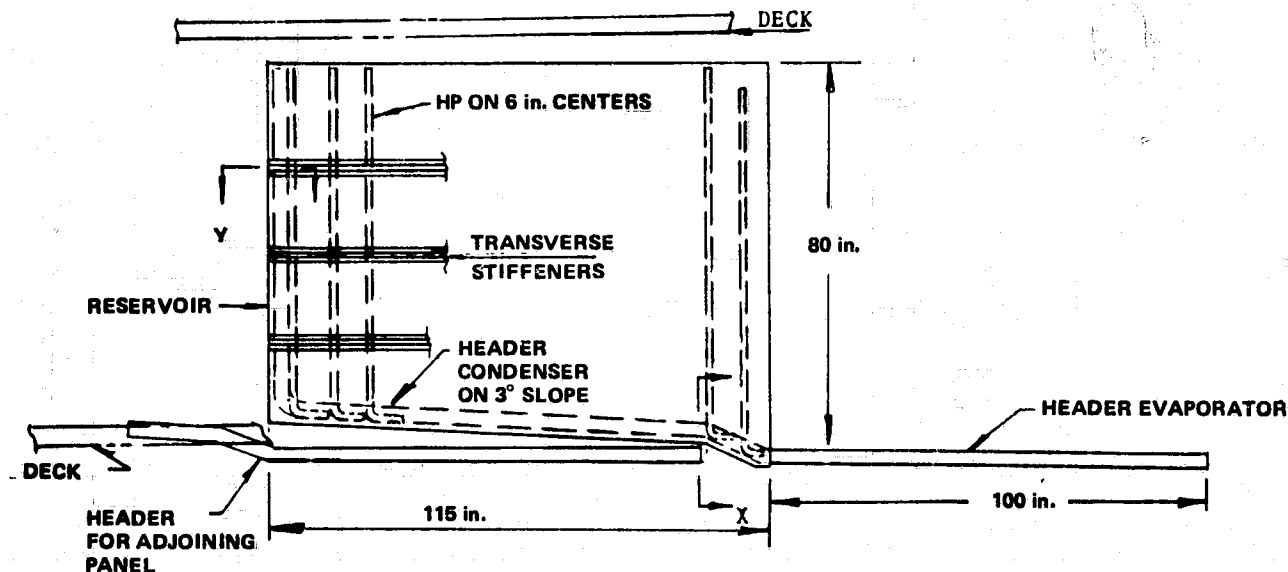 DECK
HP ON 6 in. CENTERS
Y
TRANSVERSE
STIFFENERS
80 in.
RESERVOIR
HEADER
CONDENSER
ON 3° SLOPE
HEADER EVAPORATOR
DECK
HEADER
FOR ADJOINING
PANEL
115 in.
X
100 in.